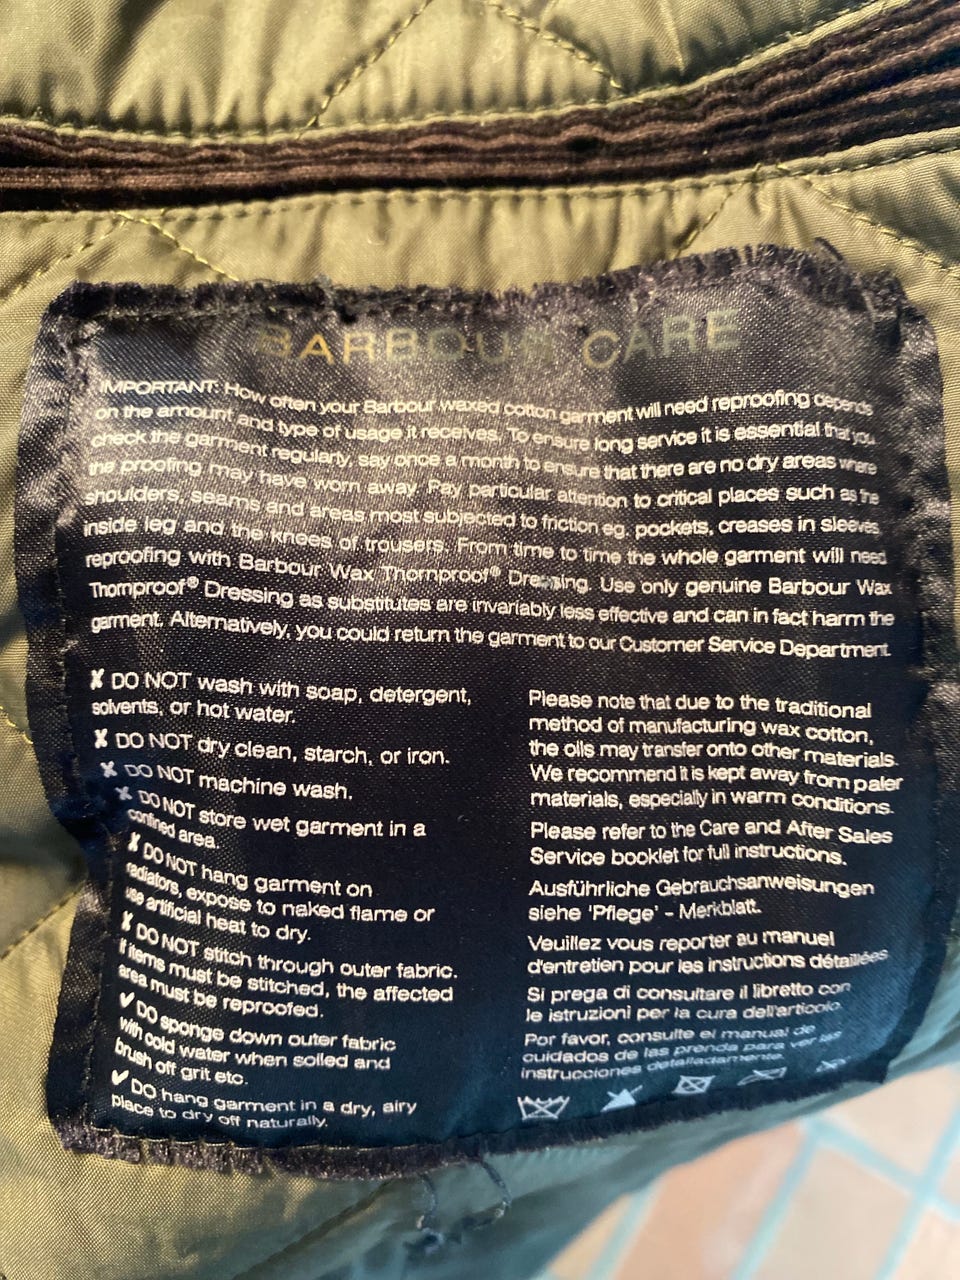 BARBOUR CARE
IMPORTANT: How often your Barbour waxed cotton garment will need reproofing depends
on the amount and type of usage it receives. To ensure long service it is essential that you
check the garment regularly, say once a month to ensure that there are no dry areas where
the proofing may have worn away. Pay particular attention to critical places such as the
shoulders, seams and areas most subjected to friction eg. pockets, creases in sleeves,
inside leg and the knees of trousers. From time to time the whole garment will need
reproofing with Barbour Wax Thornproof® Dressing. Use only genuine Barbour Wax
Thornproof® Dressing as substitutes are invariably less effective and can in fact harm the
garment. Alternatively, you could return the garment to our Customer Service Department.
✘ DO NOT wash with soap, detergent,
solvents, or hot water.
✘ DO NOT dry clean, starch, or iron.
✘ DO NOT machine wash.
✘ DO NOT store wet garment in a
confined area.
✘ DO NOT hang garment on
radiators, expose to naked flame or
use artificial heat to dry.
✘ DO NOT stitch through outer fabric.
If items must be stitched, the affected
area must be reproofed.
✔ DO sponge down outer fabric
with cold water when soiled and
brush off grit etc.
✔ DO hang garment in a dry, airy
place to dry off naturally.
Please note that due to the traditional
method of manufacturing wax cotton,
the oils may transfer onto other materials.
We recommend it is kept away from paler
materials, especially in warm conditions.
Please refer to the Care and After Sales
Service booklet for full instructions.
Ausführliche Gebrauchsanweisungen
siehe 'Pflege' - Merkblatt.
Veuillez vous reporter au manuel
d'entretien pour les instructions détaillées
Si prega di consultare il libretto con
le istruzioni per la cura dell'articolo.
Por favor, consulte el manual de
cuidados de las prenda para ver las
instrucciones detalladamente.